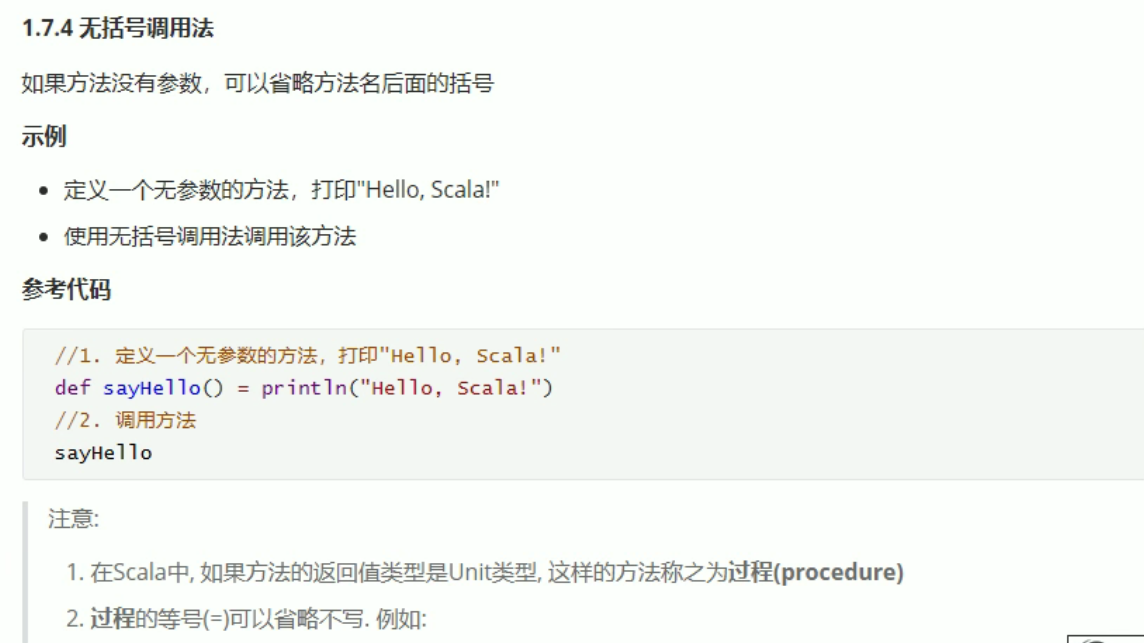 1.7.4 无括号调用法
如果方法没有参数，可以省略方法名后面的括号
示例
• 定义一个无参数的方法，打印"Hello, Scala!"
• 使用无括号调用法调用该方法
参考代码
//1. 定义一个无参数的方法，打印"Hello, Scala!"
def sayHello() = println("Hello, Scala!")
//2. 调用方法
sayHello
注意:
1. 在Scala中, 如果方法的返回值类型是Unit类型, 这样的方法称之为过程(procedure)
2. 过程的等号(=)可以省略不写. 例如: